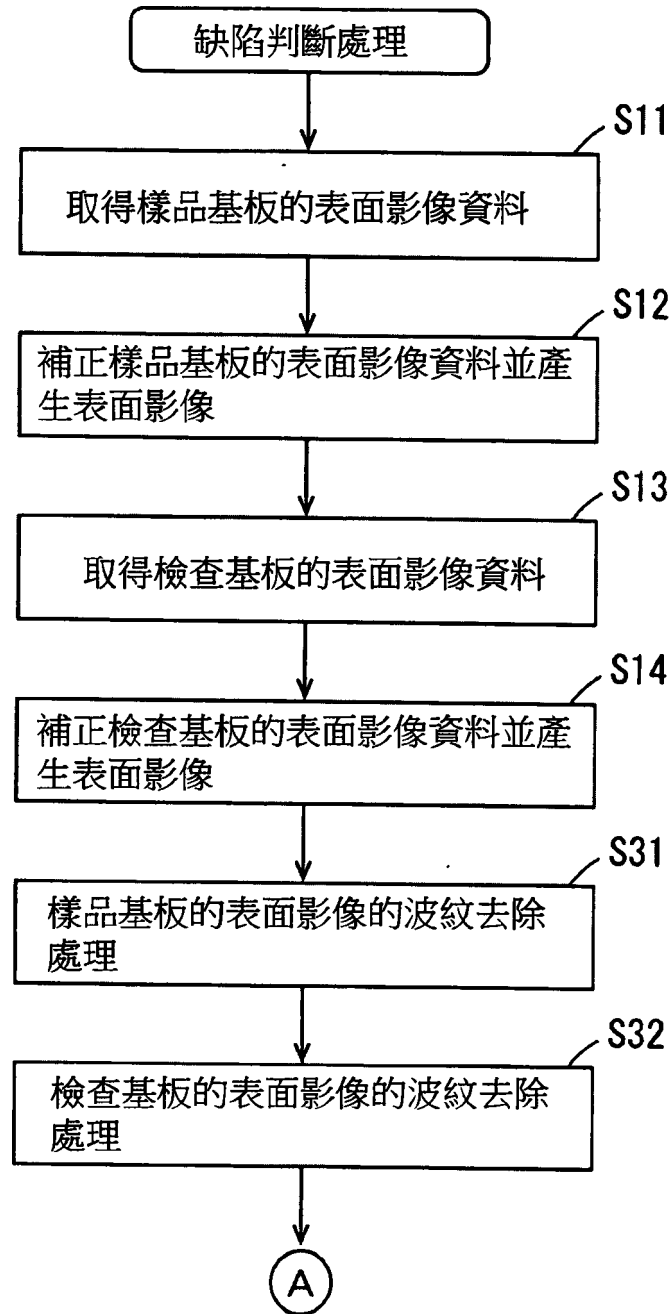 缺陷判斷處理
S11
取得樣品基板的表面影像資料
S12
補正樣品基板的表面影像資料並產
生表面影像
S13
取得檢查基板的表面影像資料
S14
補正檢查基板的表面影像資料並產
生表面影像
S31
樣品基板的表面影像的波紋去除
處理
S32
檢查基板的表面影像的波紋去除
處理
A